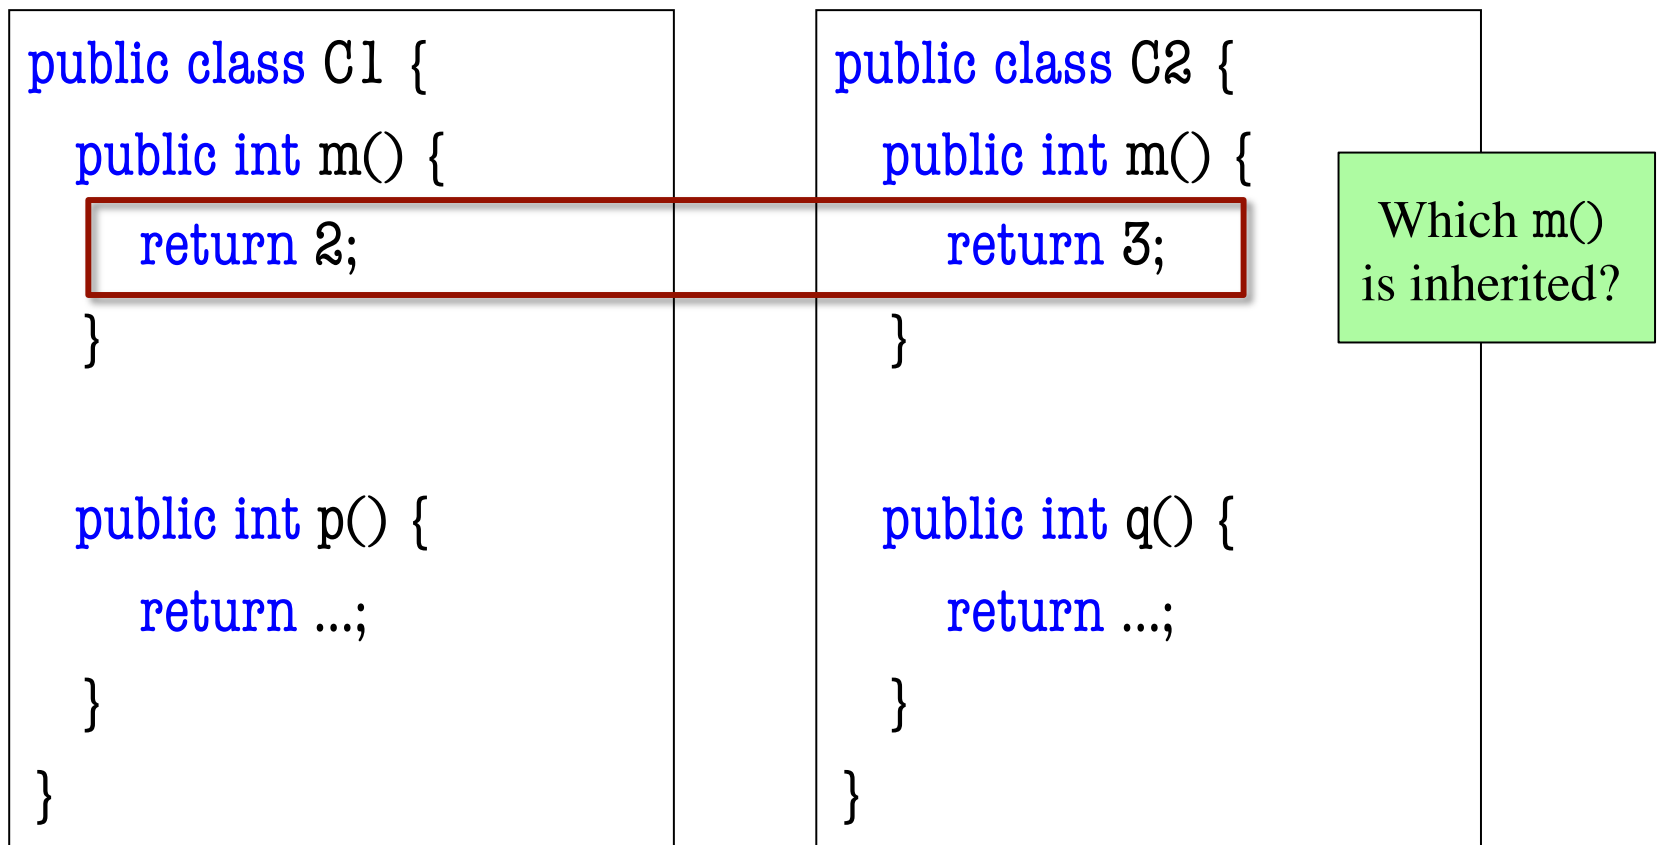 public class C1 {
public int m() {
return 2;
}
public int p() {
return ...;
}
}
public class C2 {
public int m() {
return 3;
}
public int q() {
return ...;
}
}
Which m()
is inherited?